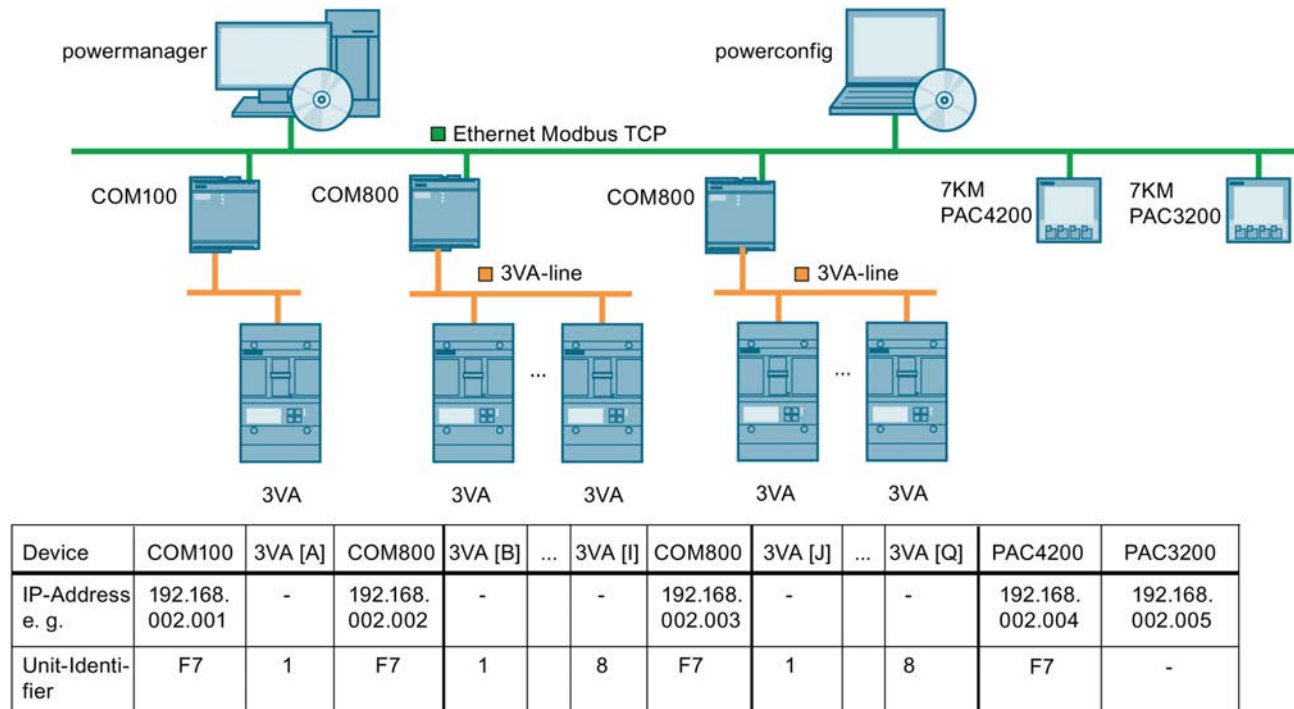 powermanager
powerconfig
Ethernet Modbus TCP
COM100
COM800
COM800
7KM
PAC4200
7KM
PAC3200
3VA-line
3VA-line
...
...
3VA
3VA
3VA
3VA
3VA
Device COM100 3VA [A] COM800 3VA [B] ... 3VA [I] COM800 3VA [J] ... 3VA [Q] PAC4200 PAC3200
IP-Address 192.168. - 192.168. - - 192.168. - - 192.168. 192.168.
e. g. 002.001 002.002 002.003 002.004 002.005
Unit-Identi- F7 1 F7 1 8 F7 1 8 F7 -
fier